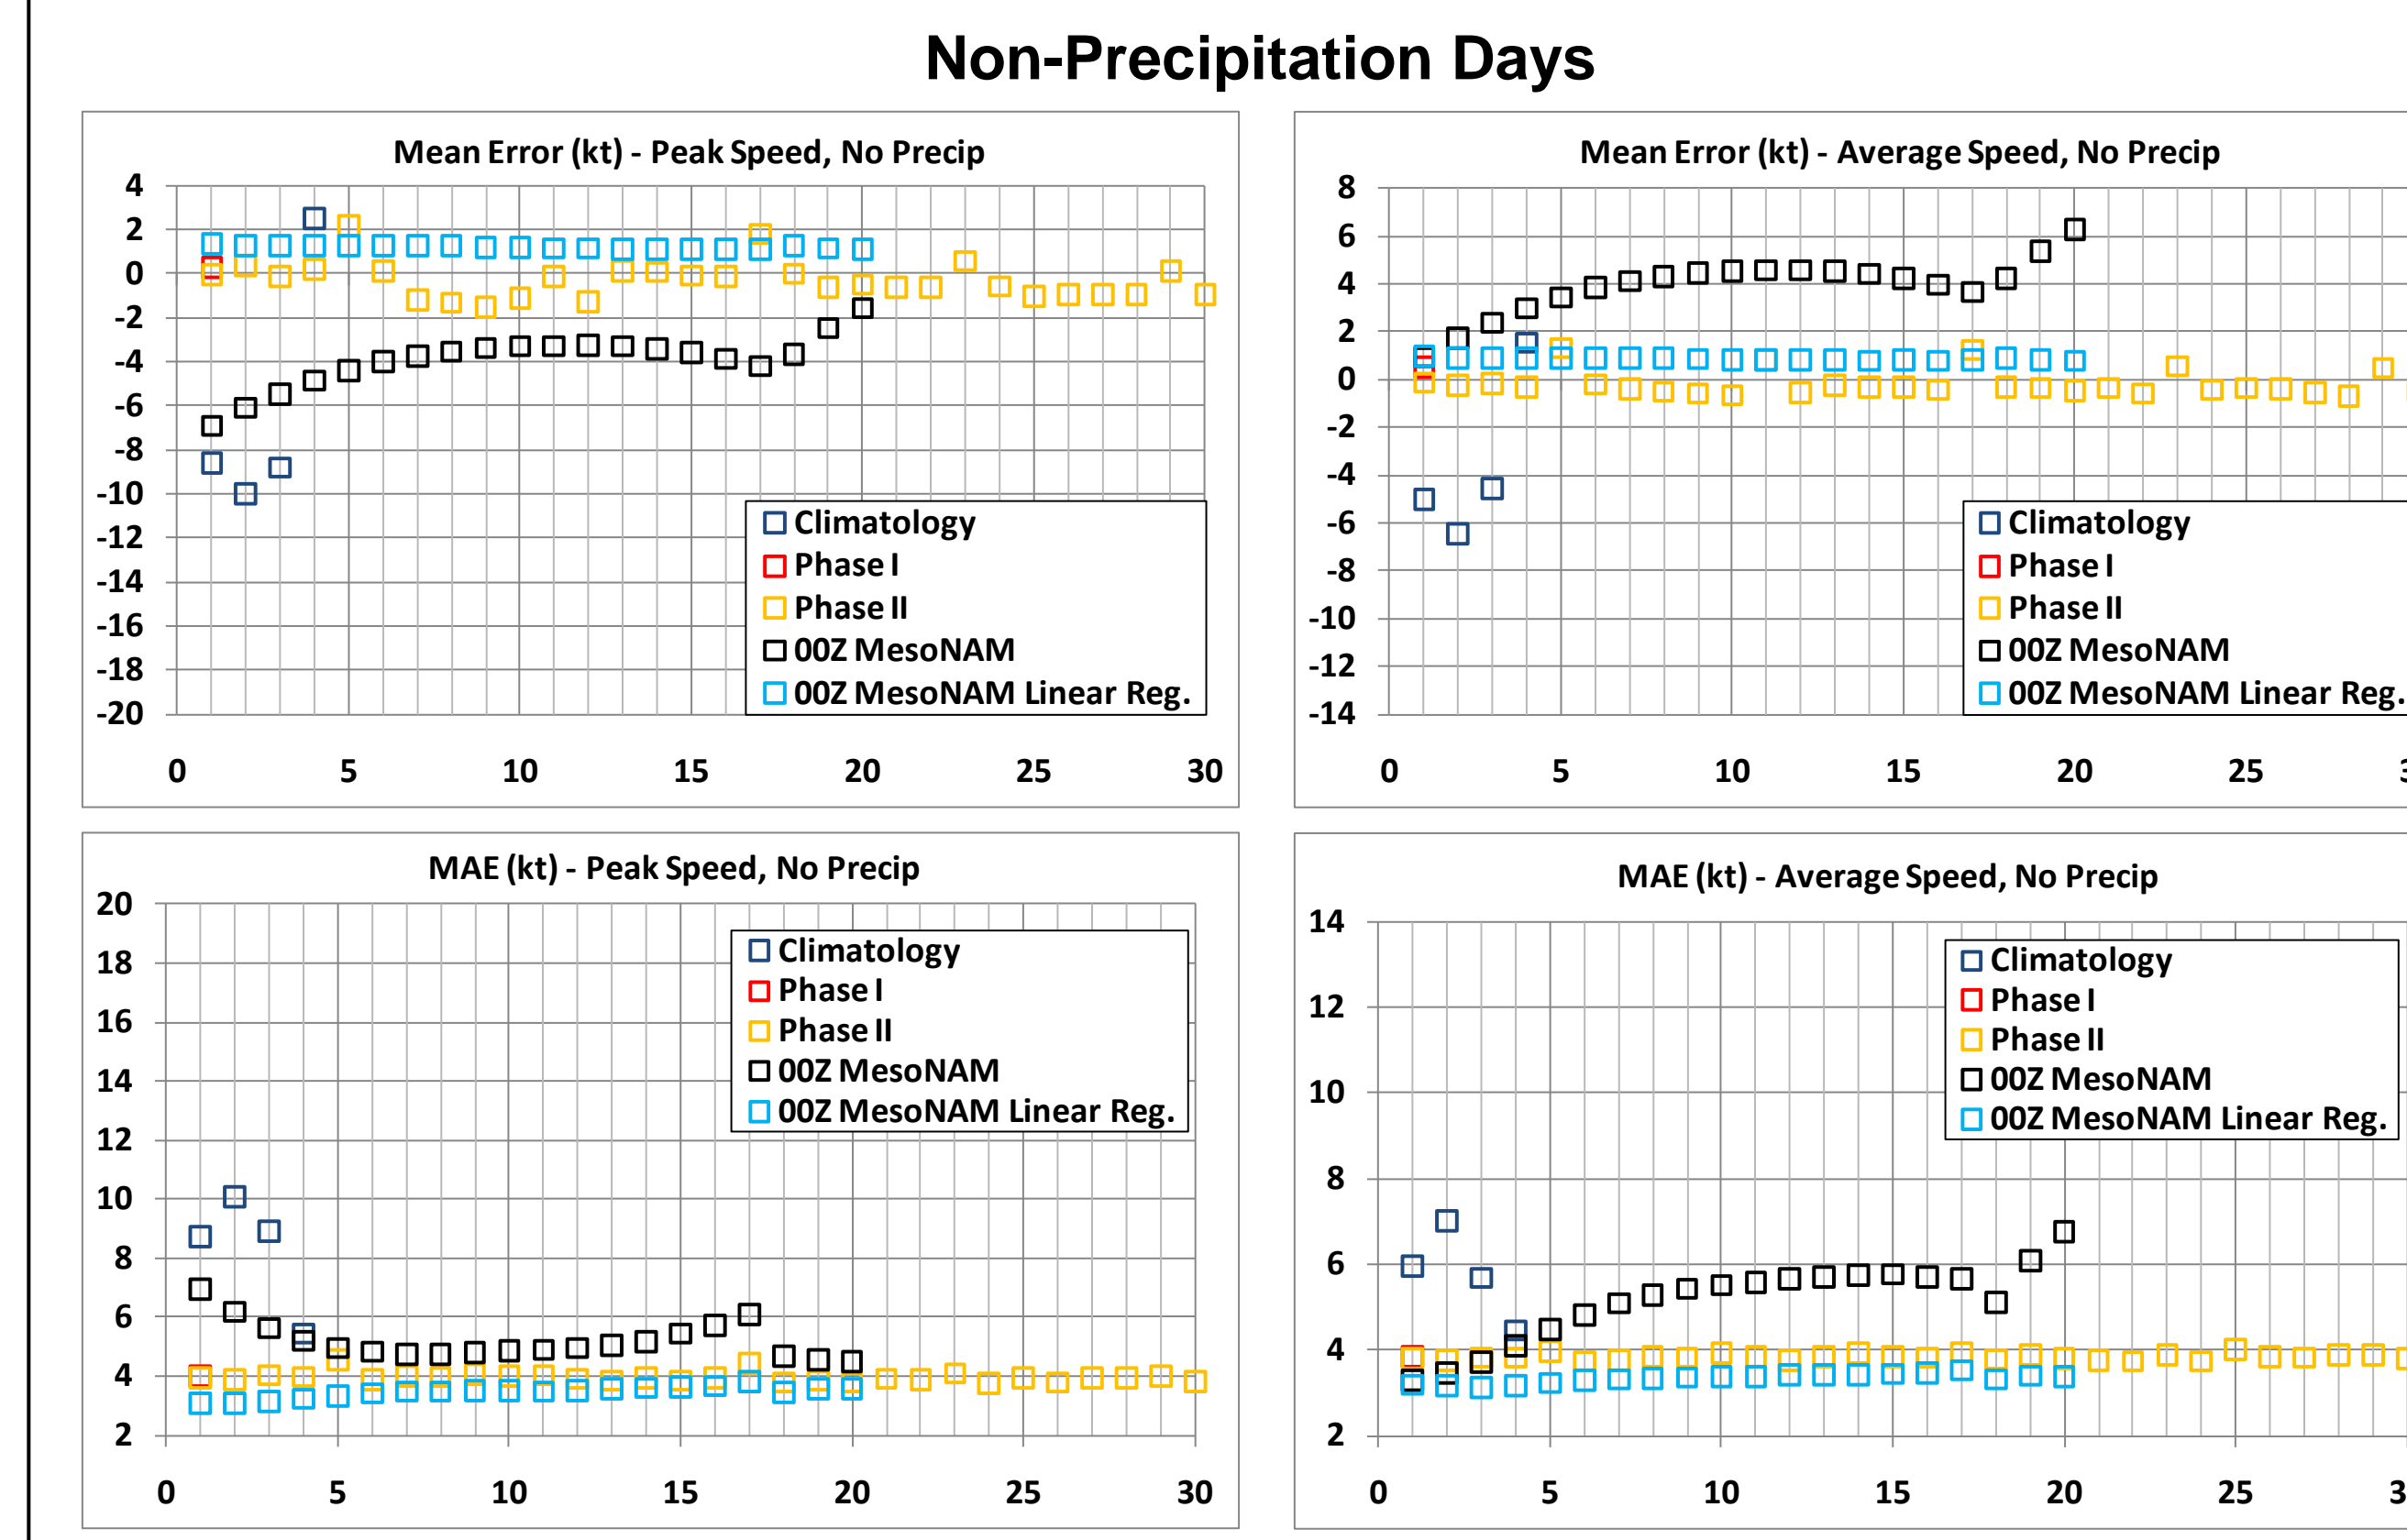 Non-Precipitation Days
Mean Error (kt) - Peak Speed, No Precip
4
2
0
-2
-4
-6
-8
-10
-12
-14
-16
-18
-20
0 5 10 15 20 25 30
Climatology
Phase I
Phase II
00Z MesoNAM
00Z MesoNAM Linear Reg.
Mean Error (kt) - Average Speed, No Precip
8
6
4
2
0
-2
-4
-6
-8
-10
-12
-14
0 5 10 15 20 25
Climatology
Phase I
Phase II
00Z MesoNAM
00Z MesoNAM Linear Reg.
MAE (kt) - Peak Speed, No Precip
20
18
16
14
12
10
8
6
4
2
0 5 10 15 20 25 30
Climatology
Phase I
Phase II
00Z MesoNAM
00Z MesoNAM Linear Reg.
MAE (kt) - Average Speed, No Precip
14
12
10
8
6
4
2
0 5 10 15 20 25 3
Climatology
Phase I
Phase II
00Z MesoNAM
00Z MesoNAM Linear Reg.